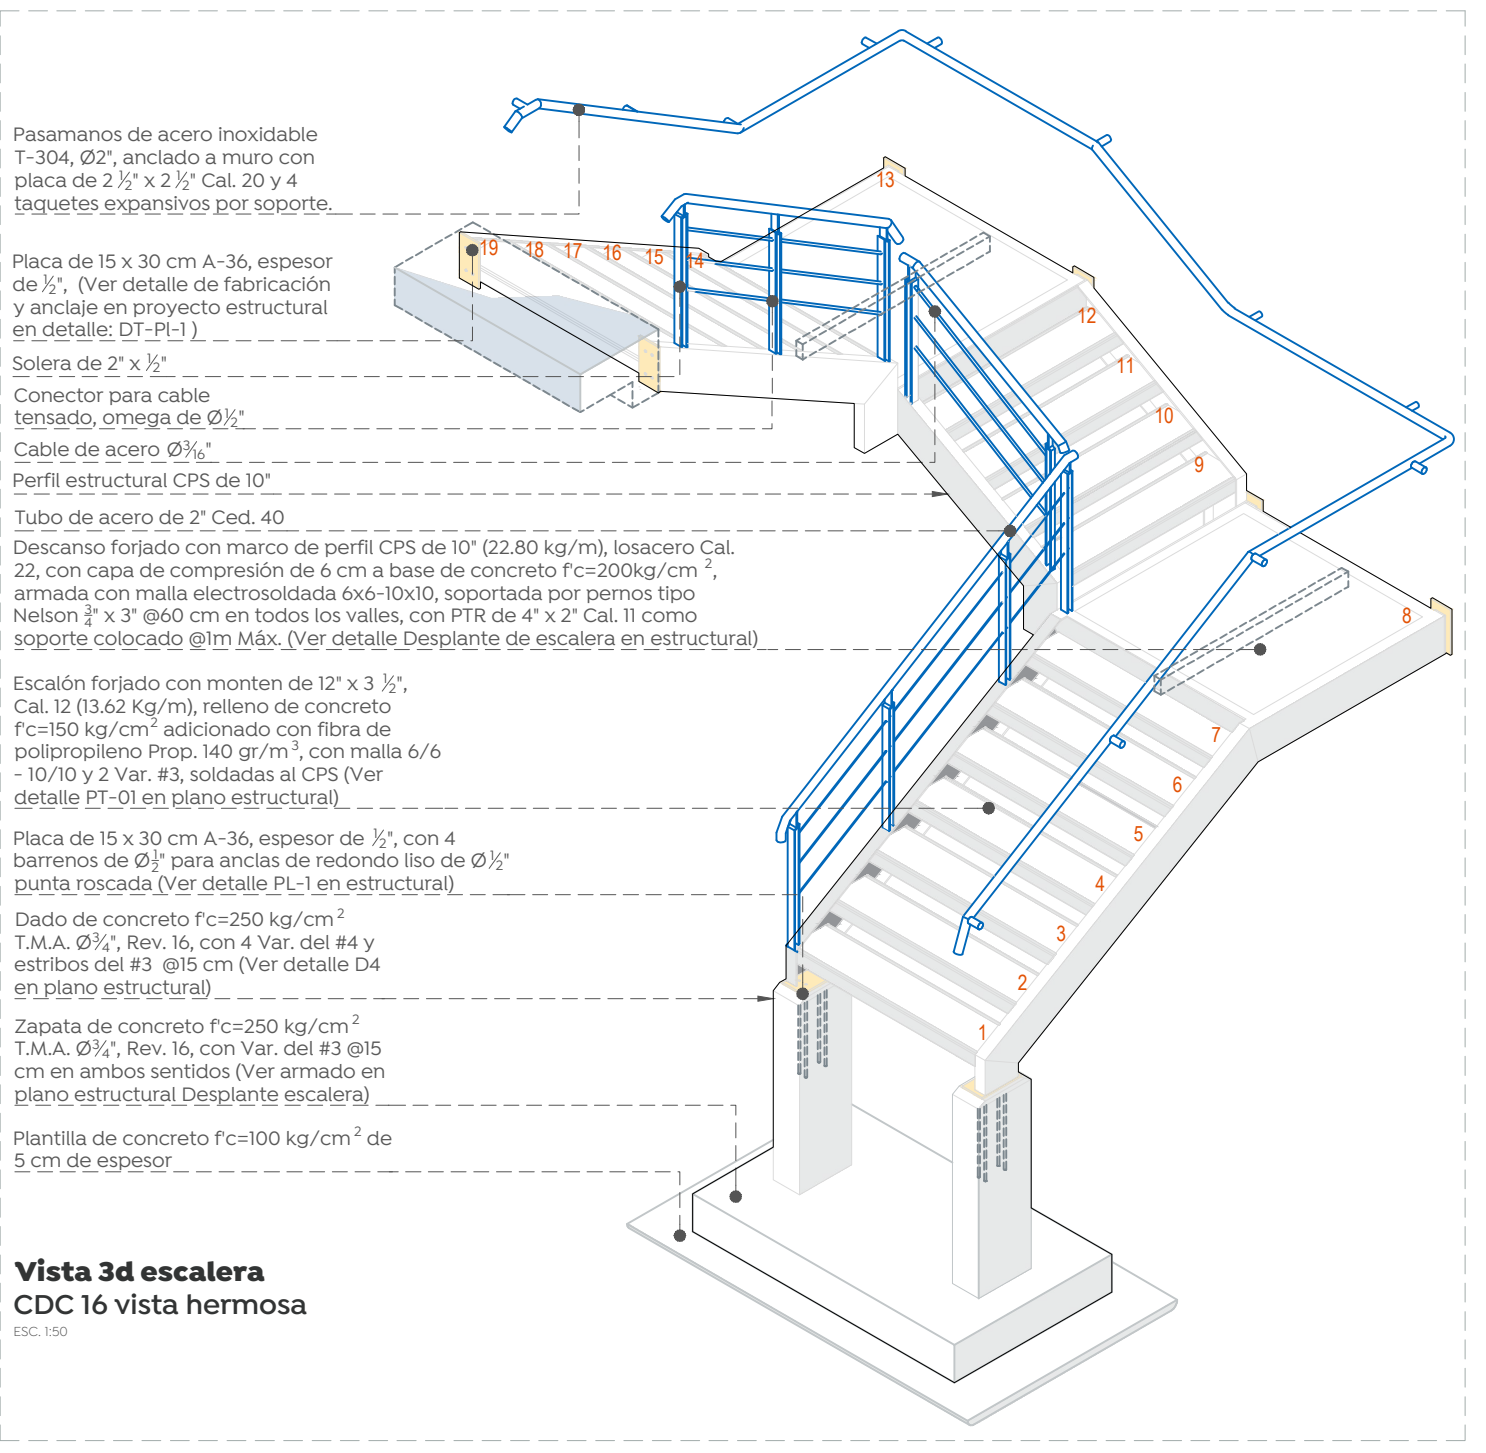 Pasamanos de acero inoxidable
T-304, Ø2", anclado a muro con
placa de 2 ½" x 2 ½" Cal. 20 y 4
taquetes expansivos por soporte.
Placa de 15 x 30 cm A-36, espesor
de ½", (Ver detalle de fabricación
y anclaje en proyecto estructural
en detalle: DT-Pl-1 )
Solera de 2" x ½"
Conector para cable
tensado, omega de Ø½"
Cable de acero Ø3⁄16"
Perfil estructural CPS de 10"
Tubo de acero de 2" Ced. 40
Descanso forjado con marco de perfil CPS de 10" (22.80 kg/m), losacero Cal.
22, con capa de compresión de 6 cm a base de concreto f'c=200kg/cm ²,
armada con malla electrosoldada 6x6-10x10, soportada por pernos tipo
Nelson ¾" x 3" @60 cm en todos los valles, con PTR de 4" x 2" Cal. 11 como
soporte colocado @1m Máx. (Ver detalle Desplante de escalera en estructural)
Escalón forjado con monten de 12" x 3 ½",
Cal. 12 (13.62 Kg/m), relleno de concreto
f'c=150 kg/cm² adicionado con fibra de
polipropileno Prop. 140 gr/m³, con malla 6/6
- 10/10 y 2 Var. #3, soldadas al CPS (Ver
detalle PT-01 en plano estructural)
Placa de 15 x 30 cm A-36, espesor de ½", con 4
barrenos de Ø½" para anclas de redondo liso de Ø½"
punta roscada (Ver detalle PL-1 en estructural)
Dado de concreto f'c=250 kg/cm²
T.M.A. Ø¾", Rev. 16, con 4 Var. del #4 y
estribos del #3 @15 cm (Ver detalle D4
en plano estructural)
Zapata de concreto f'c=250 kg/cm²
T.M.A. Ø¾", Rev. 16, con Var. del #3 @15
cm en ambos sentidos (Ver armado en
plano estructural Desplante escalera)
Plantilla de concreto f'c=100 kg/cm² de
5 cm de espesor
Vista 3d escalera
CDC 16 vista hermosa
ESC. 1:50
13
19
18
17
16
15
14
12
11
10
9
8
7
6
5
4
3
2
1